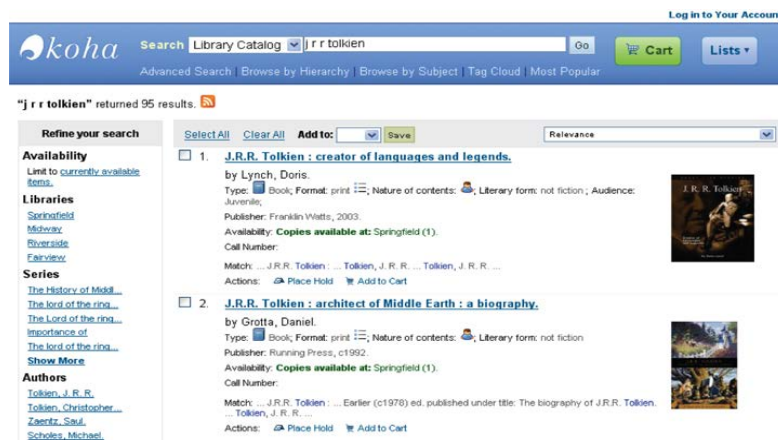 Log in to Your Accoun
koha
Search Library Catalog j r r tolkien Go Cart Lists
Advanced Search | Browse by Hierarchy | Browse by Subject | Tag Cloud | Most Popular
"j r r tolkien" returned 95 results.
Refine your search
Availability
Limit to currently available
items.
Libraries
Springfield
Midway
Riverside
Fairview
Series
The History of Middl...
The lord of the ring...
The Lord of the ring...
Importance of
The lord of the ring...
Show More
Authors
Tolkien, J. R. R.
Tolkien, Christopher...
Zaentz, Saul.
Scholes, Michael.
Select All Clear All Add to: Save Relevance
1. J.R.R. Tolkien : creator of languages and legends.
by Lynch, Doris.
Type: Book; Format: print ; Nature of contents: ; Literary form: not fiction ; Audience:
Juvenile;
Publisher: Franklin Watts, 2003.
Availability: Copies available at: Springfield (1).
Call Number:
Match: ... J.R.R. Tolkien : ... Tolkien, J. R. R. ... Tolkien, J. R. R. ...
Actions: Place Hold Add to Cart
J. R. R. Tolkien
2. J.R.R. Tolkien : architect of Middle Earth : a biography.
by Grotta, Daniel.
Type: Book; Format: print ; Nature of contents: ; Literary form: not fiction
Publisher: Running Press, c1992.
Availability: Copies available at: Springfield (1).
Call Number:
Match: ... J.R.R. Tolkien : ... Earlier (c1978) ed. published under title: The biography of J.R.R. Tolkien.
... Tolkien, J. R. R. ...
Actions: Place Hold Add to Cart